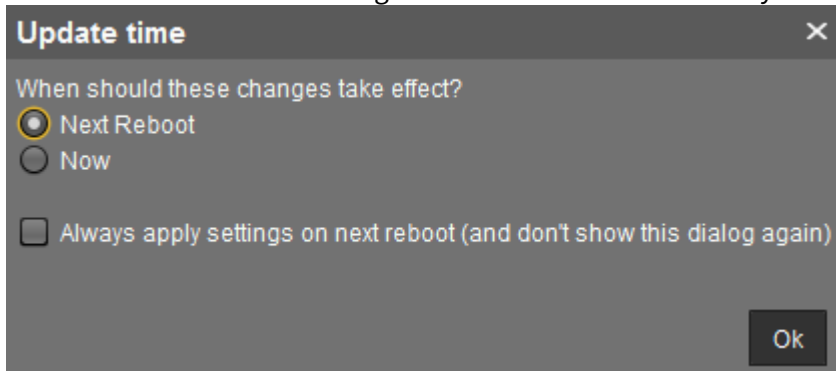 Update time
When should these changes take effect?
Next Reboot
Now
Always apply settings on next reboot (and don't show this dialog again)
Ok